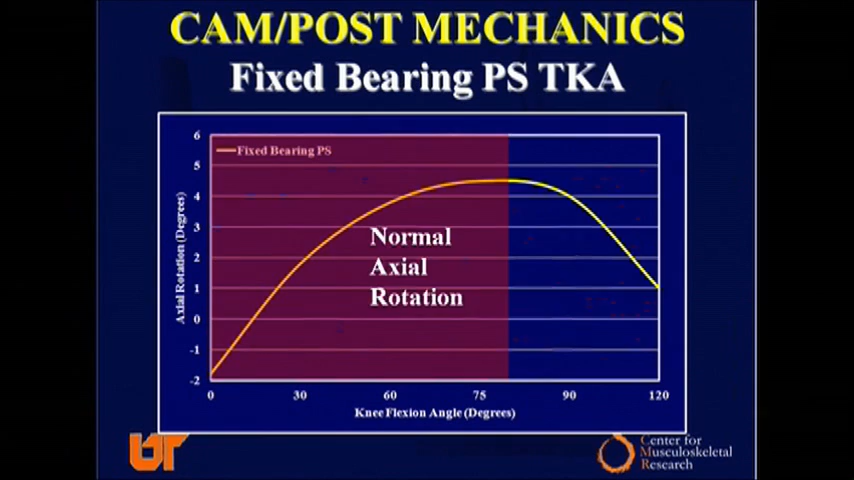 CAM/POST MECHANICS
Fixed Bearing PS TKA
Fixed Bearing PS
6
5
4
3
2
1
0
-1
-2
Axial Rotation (Degrees)
Normal
Axial
Rotation
0 30 60 75 90 120
Knee Flexion Angle (Degrees)
UT
Center for
Musculoskeletal
Research